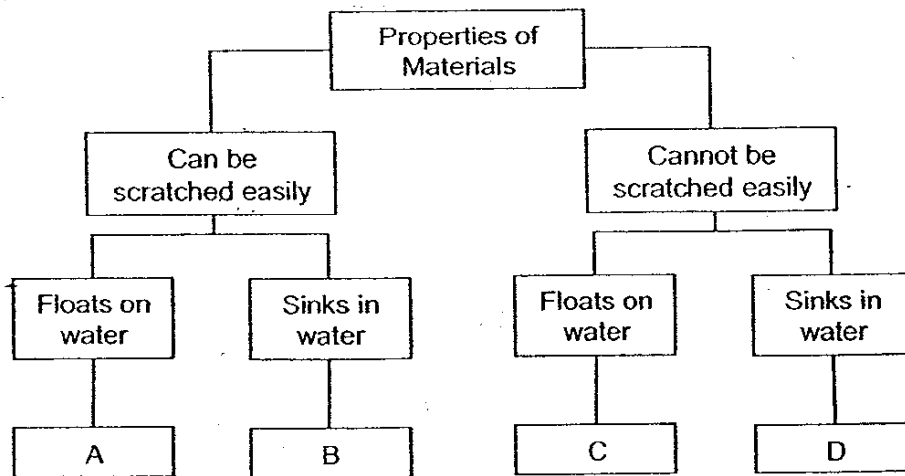 Properties of
Materials
Can be
scratched easily
Cannot be
scratched easily
Floats on
water
Sinks in
water
Floats on
water
Sinks in
water
A
B
C
D